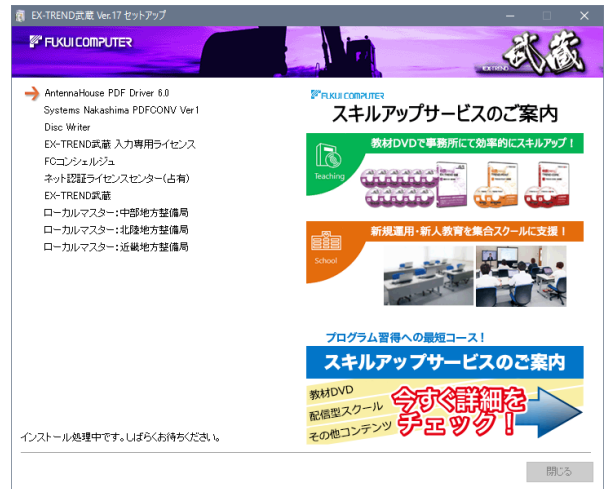 EX-TREND武蔵 Ver.17 セットアップ
FUKUI COMPUTER
EX-TREND 武蔵
AntennaHouse PDF Driver 6.0
Systems Nakashima PDFCONV Ver1
Disc Writer
EX-TREND武蔵 入力専用ライセンス
FCコンシェルジュ
ネット認証ライセンスセンター(占有)
EX-TREND武蔵
ローカルマスター:中部地方整備局
ローカルマスター:北陸地方整備局
ローカルマスター:近畿地方整備局
インストール処理中です。しばらくお待ちください。
FUKUI COMPUTER
スキルアップサービスのご案内
教材DVDで事務所にて効率的にスキルアップ！
Teaching
新規運用・新人教育を集合スクールに支援！
School
プログラム習得への最短コース！
スキルアップサービスのご案内
教材DVD
配信型スクール
その他コンテンツ
今すぐ詳細を
チェック！
閉じる